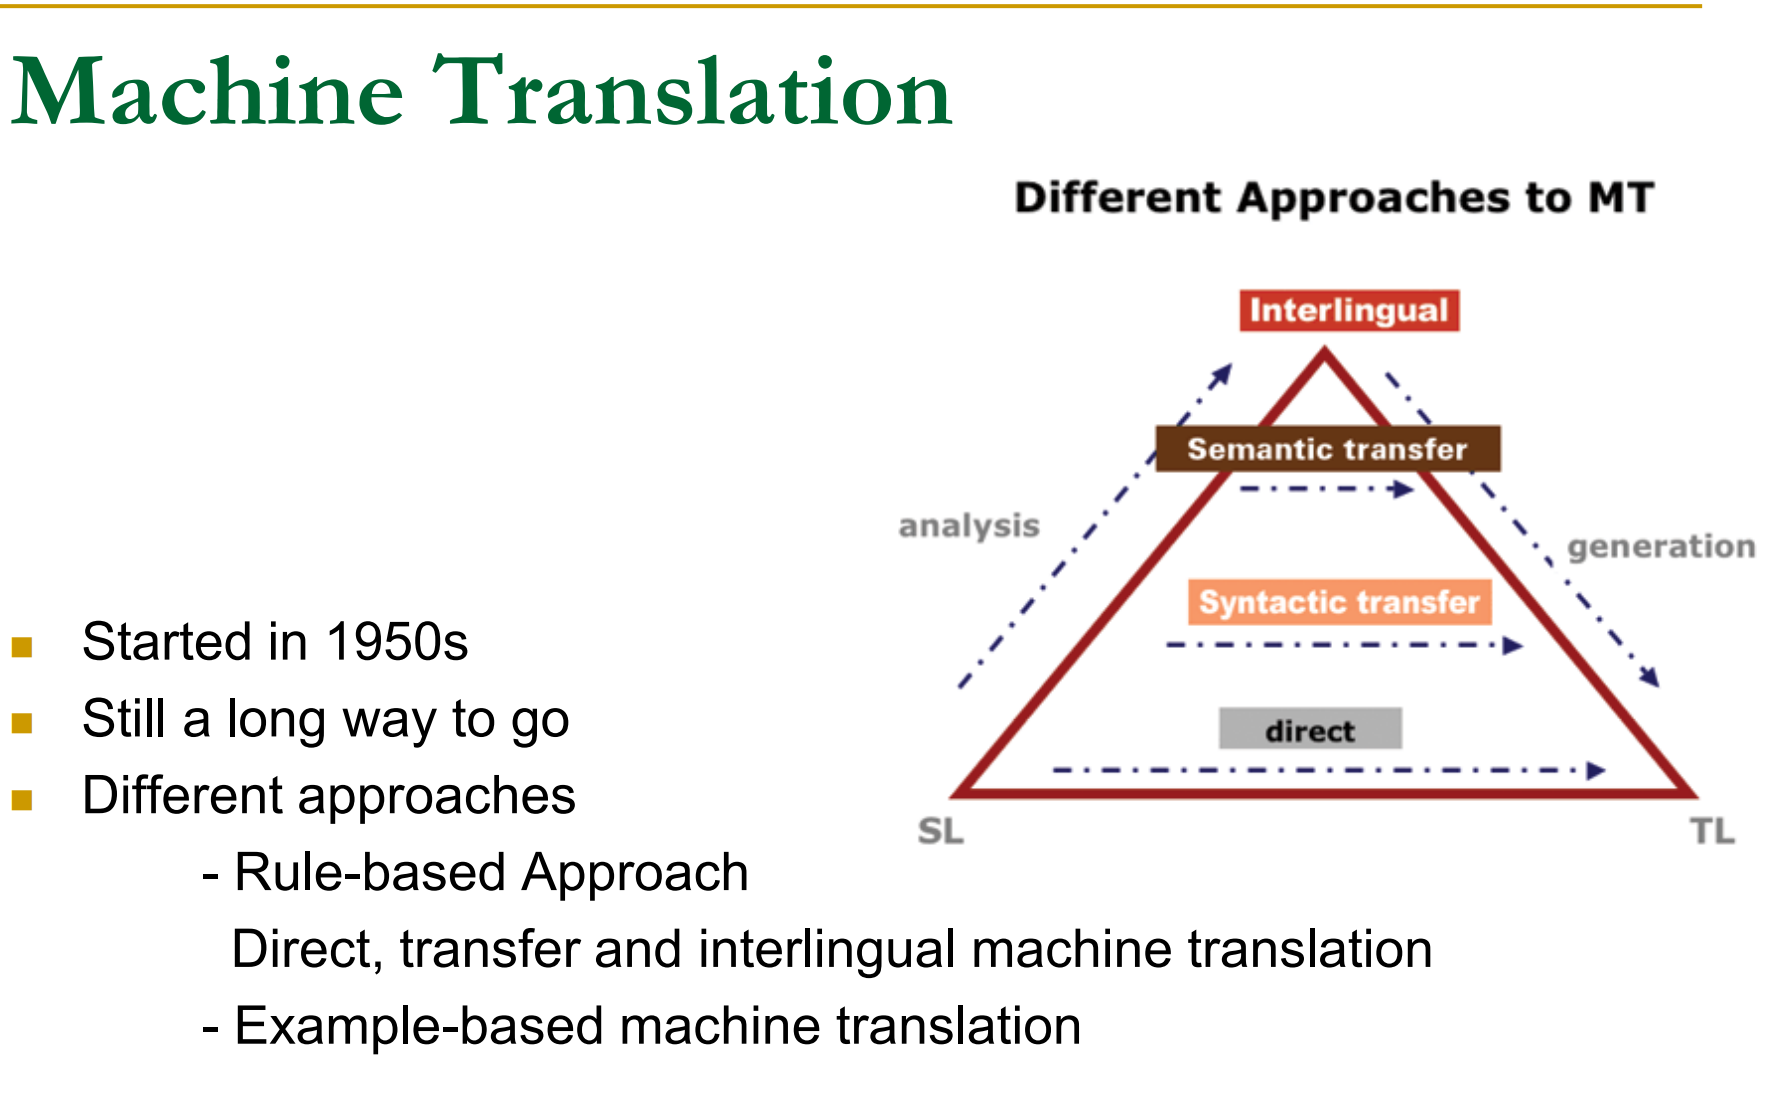 Machine Translation
Different Approaches to MT
Interlingual
Semantic transfer
analysis
generation
Syntactic transfer
direct
SL
TL
Started in 1950s
Still a long way to go
Different approaches
- Rule-based Approach
Direct, transfer and interlingual machine translation
- Example-based machine translation